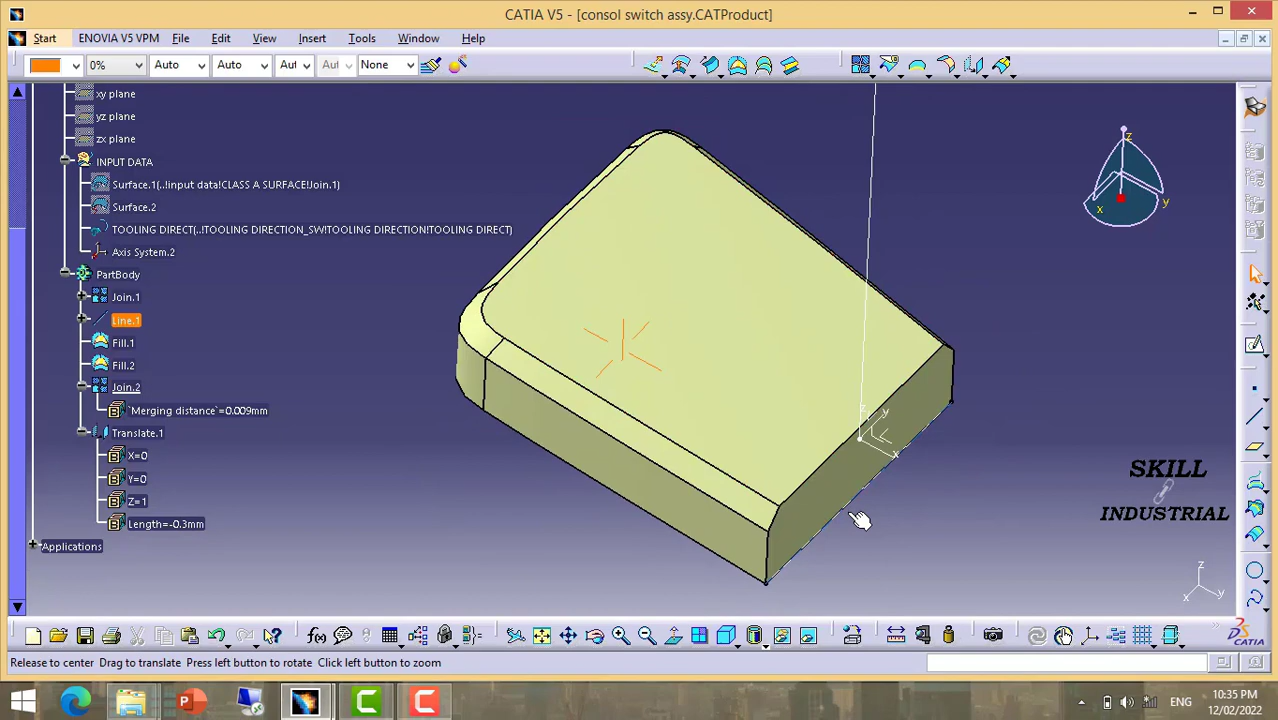 CATIA V5 - [consol switch assy.CATProduct]
Start ENOVIA V5 VPM File Edit View Insert Tools Window Help
0% Auto Auto Aut Aut None
xy plane
yz plane
zx plane
INPUT DATA
Surface.1(..!input data!CLASS A SURFACE!Join.1)
Surface.2
TOOLING DIRECT(..!TOOLING DIRECTION_SW!TOOLING DIRECTION!TOOLING DIRECT)
Axis System.2
PartBody
Join.1
Line.1
Fill.1
Fill.2
Join.2
`Merging distance`=0.009mm
Translate.1
X=0
Y=0
Z=1
Length=-0.3mm
Applications
z
x
y
z
y
x
SKILL
INDUSTRIAL
z
x
y
f(x)
CATIA
Release to center Drag to translate Press left button to rotate Click left button to zoom
ENG
10:35 PM
12/02/2022